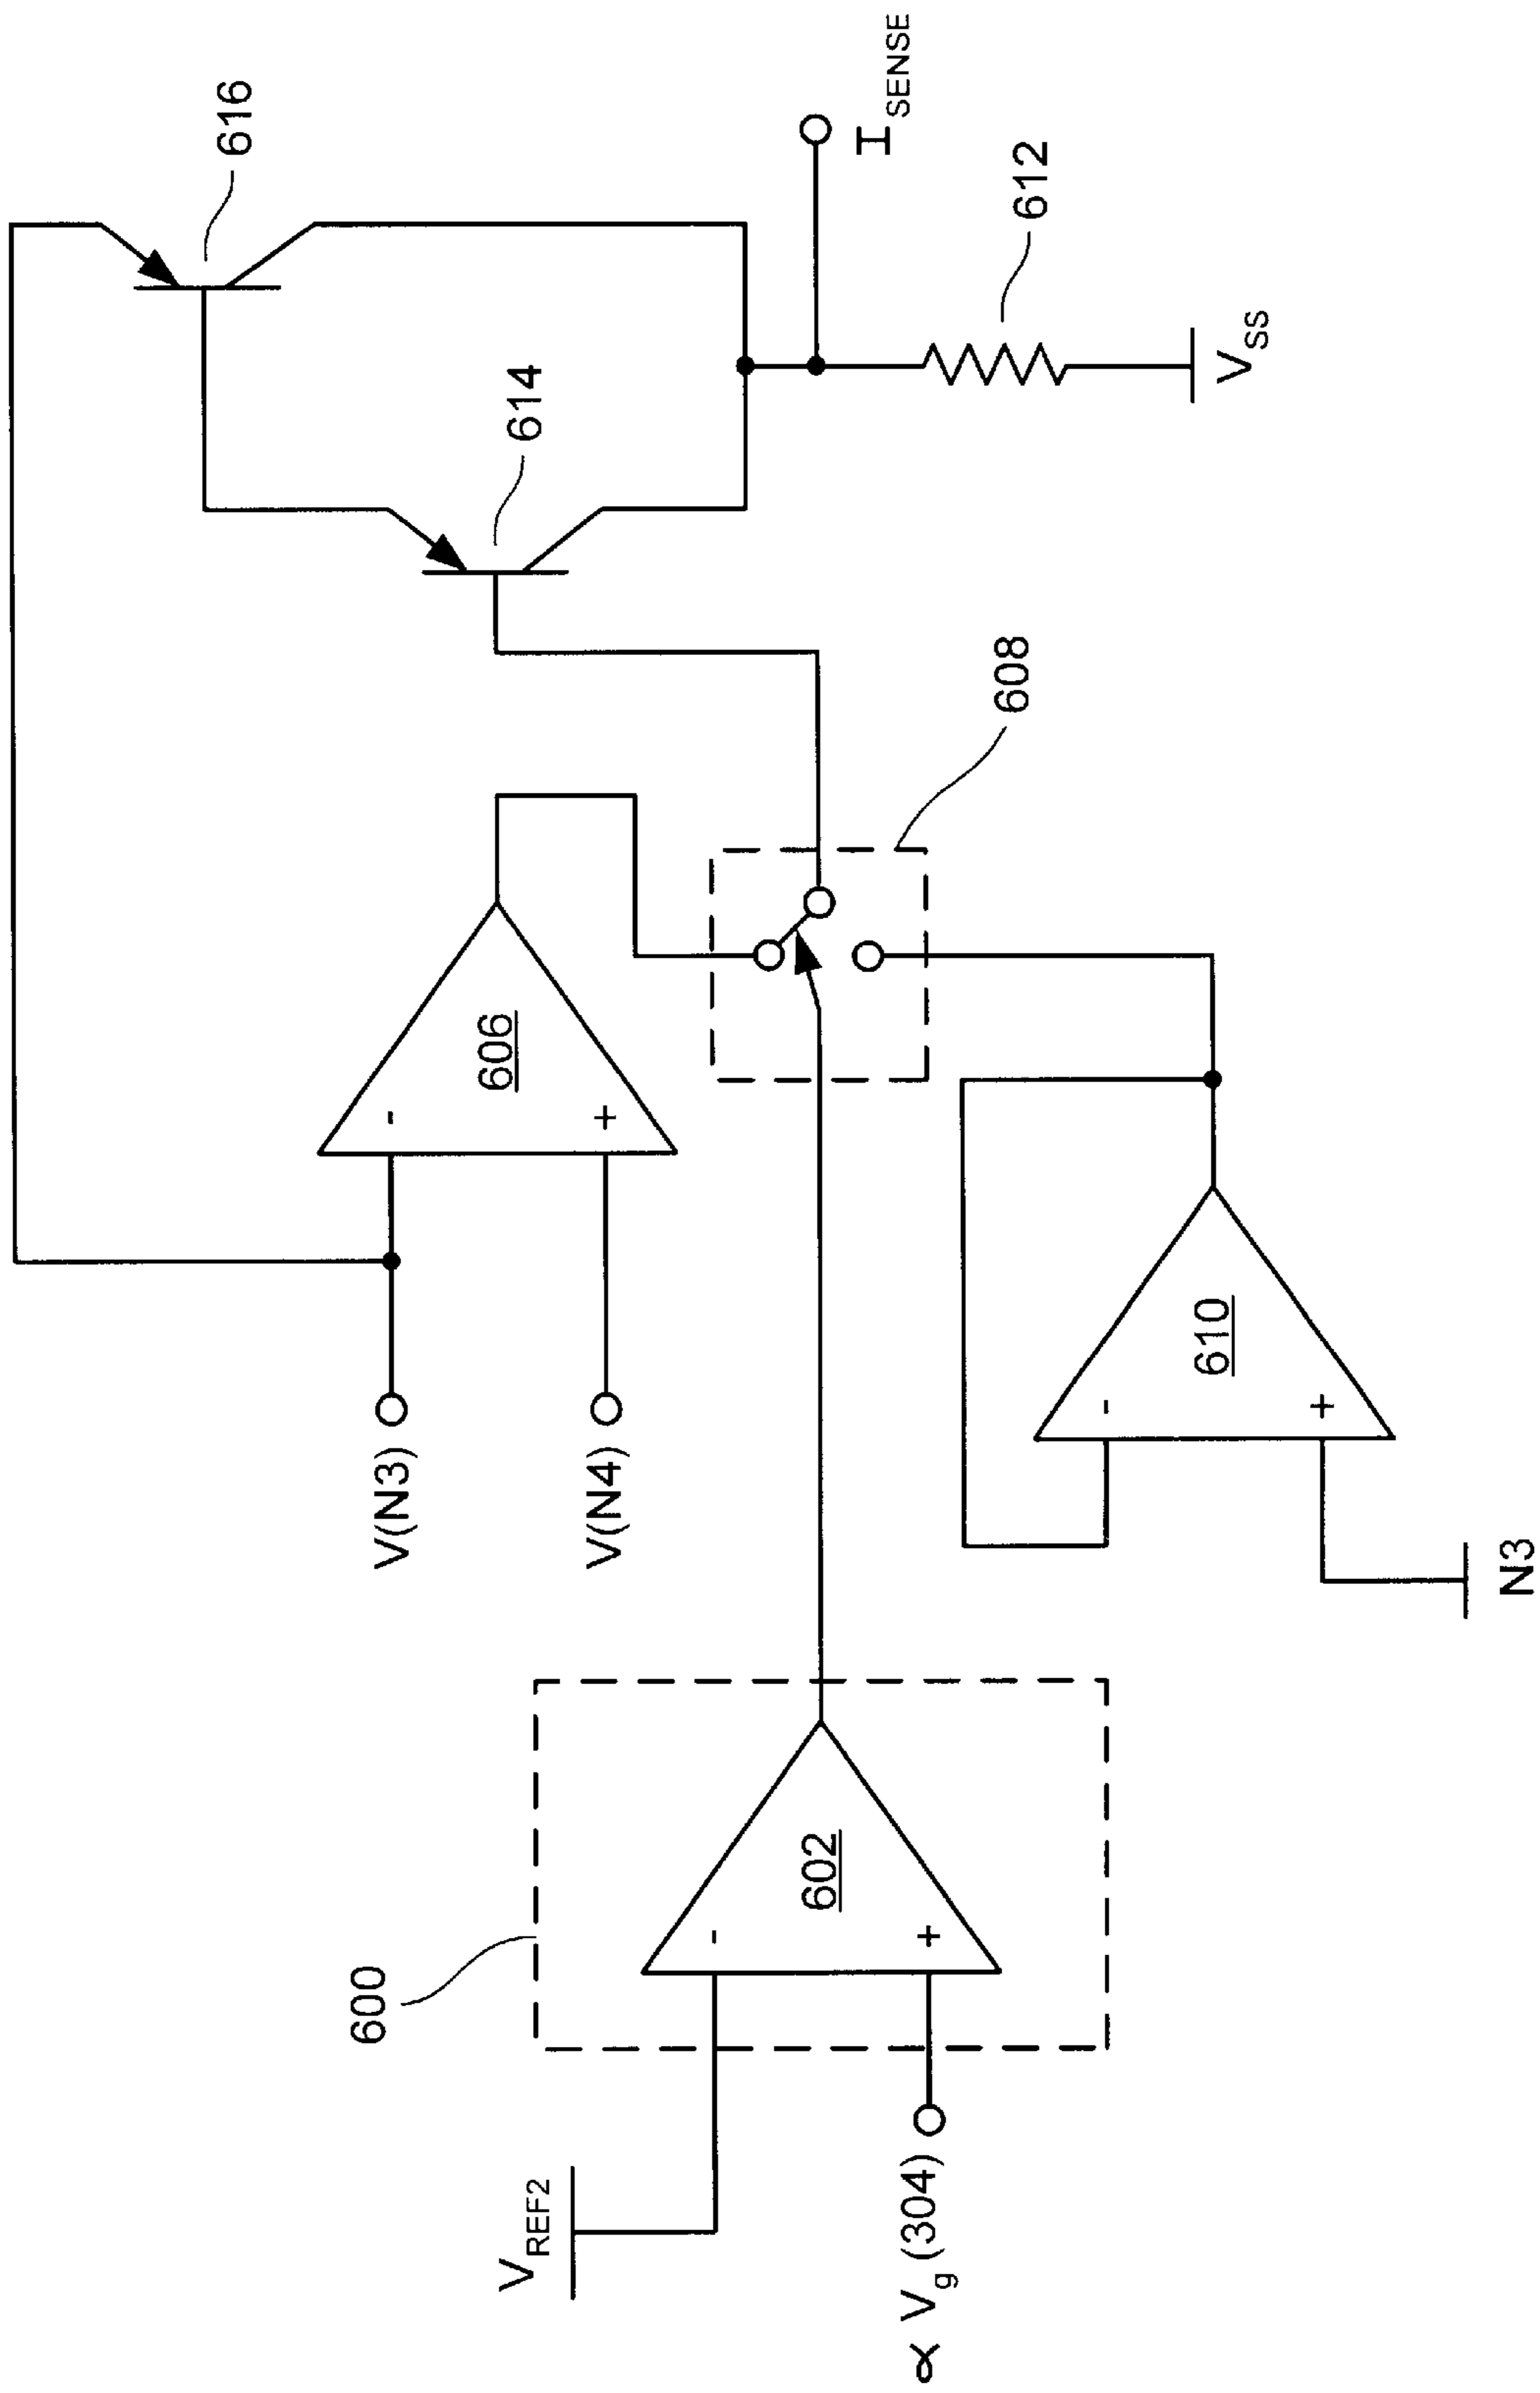 616
I SENSE
614
612
VSS
608
606
-
+
V(N3)
V(N4)
610
-
+
N3
600
602
-
+
VREF2
∝ Vg (304)